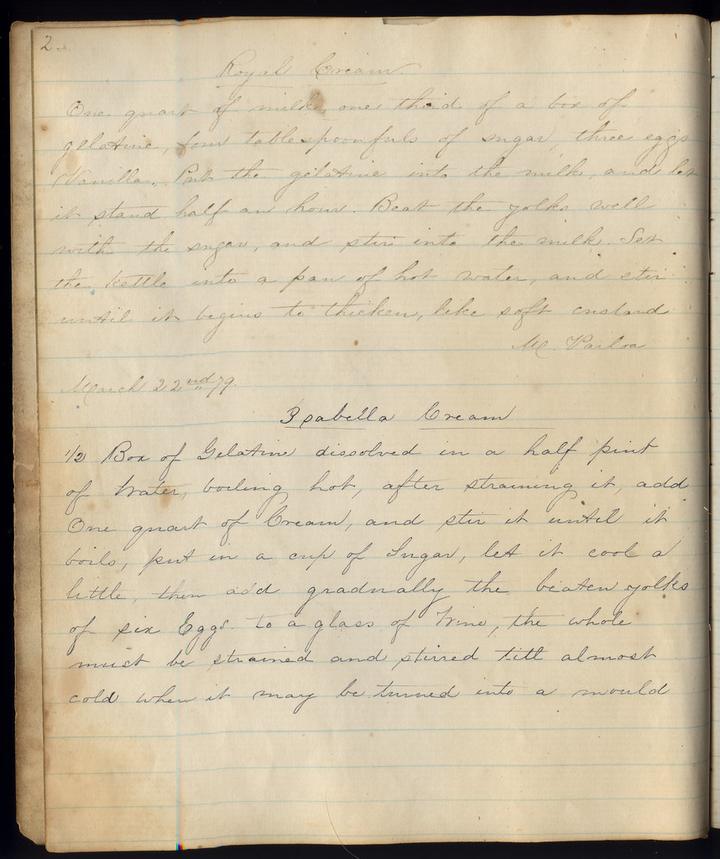 2
Royal Cream
One quart of milk, one third of a box of
gelatine, four tablespoonfuls of sugar, three eggs
Vanilla. Put the gelatine into the milk, and let
it stand half an hour. Beat the yolks well
with the sugar, and stir into the milk. Set
the kettle into a pan of hot water, and stir
until it begins to thicken, like soft custard
M. Parloa
March 22nd 79.
Isabella Cream
1/2 Box of Gelatine dissolved in a half pint
of Water, boiling hot, after straining it, add
One quart of Cream, and stir it until it
boils, put in a cup of Sugar, let it cool a
little, then add gradually the beaten yolks
of six Eggs to a glass of Wine, the whole
must be strained and stirred till almost
cold when it may be turned into a mould